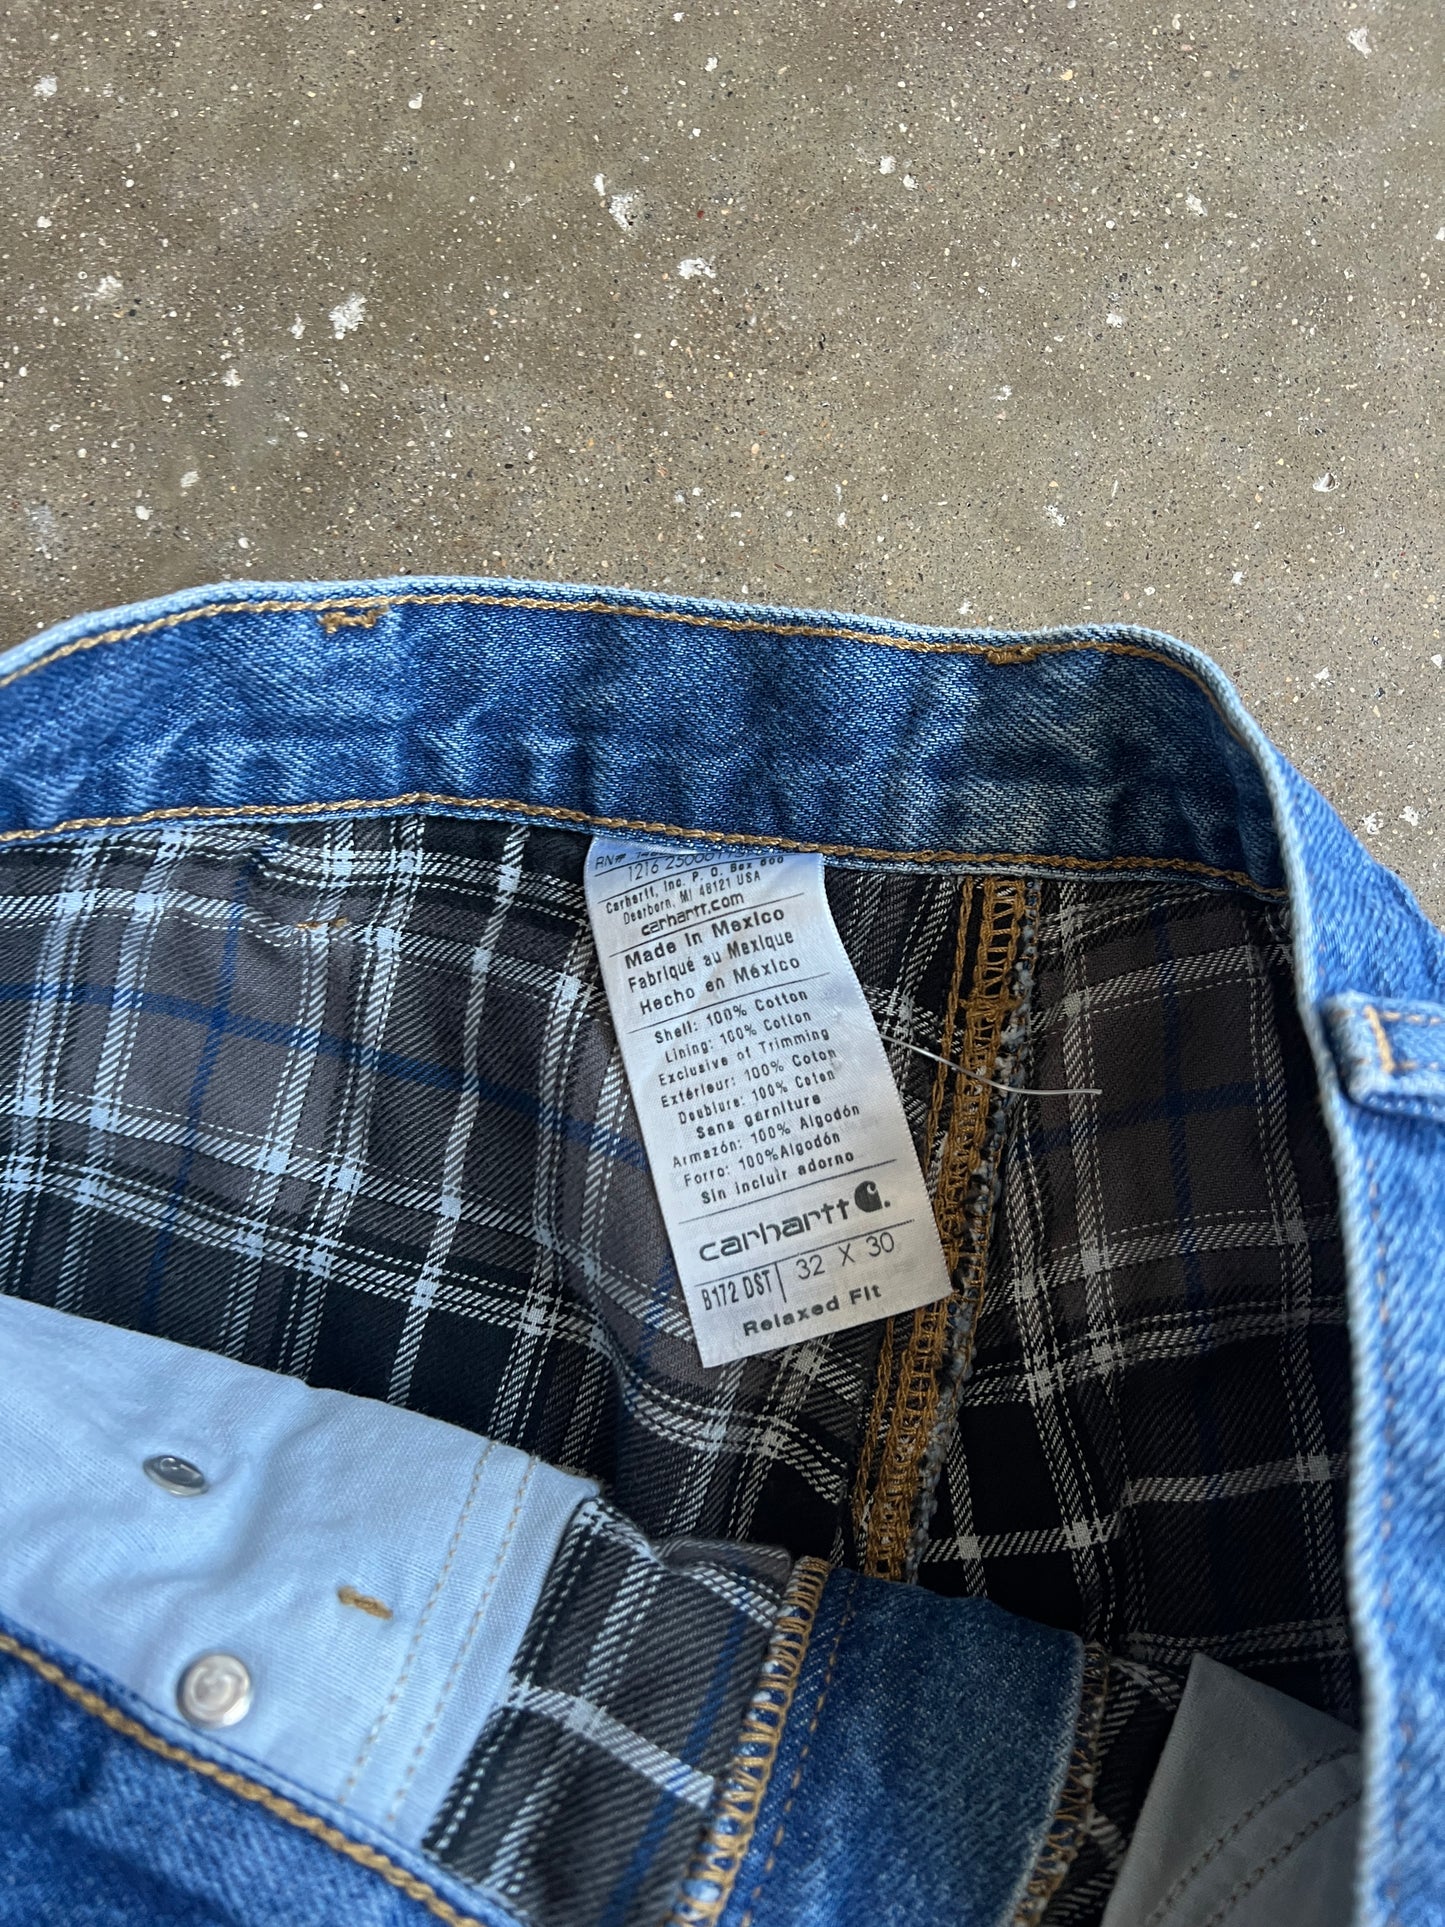 RN#
1216
Carhartt, Inc. P. O. Box 600
Dearborn, MI 48121 USA
carhartt.com
Made in Mexico
Fabriqué au Mexique
Hecho en México
Shell: 100% Cotton
Lining: 100% Cotton
Exclusive of Trimming
Extérieur: 100% Coton
Doublure: 100% Coton
Sans garniture
Armazón: 100% Algodón
Forro: 100%Algodón
Sin incluir adorno
carhartt
B172 DST 32 X 30
Relaxed Fit